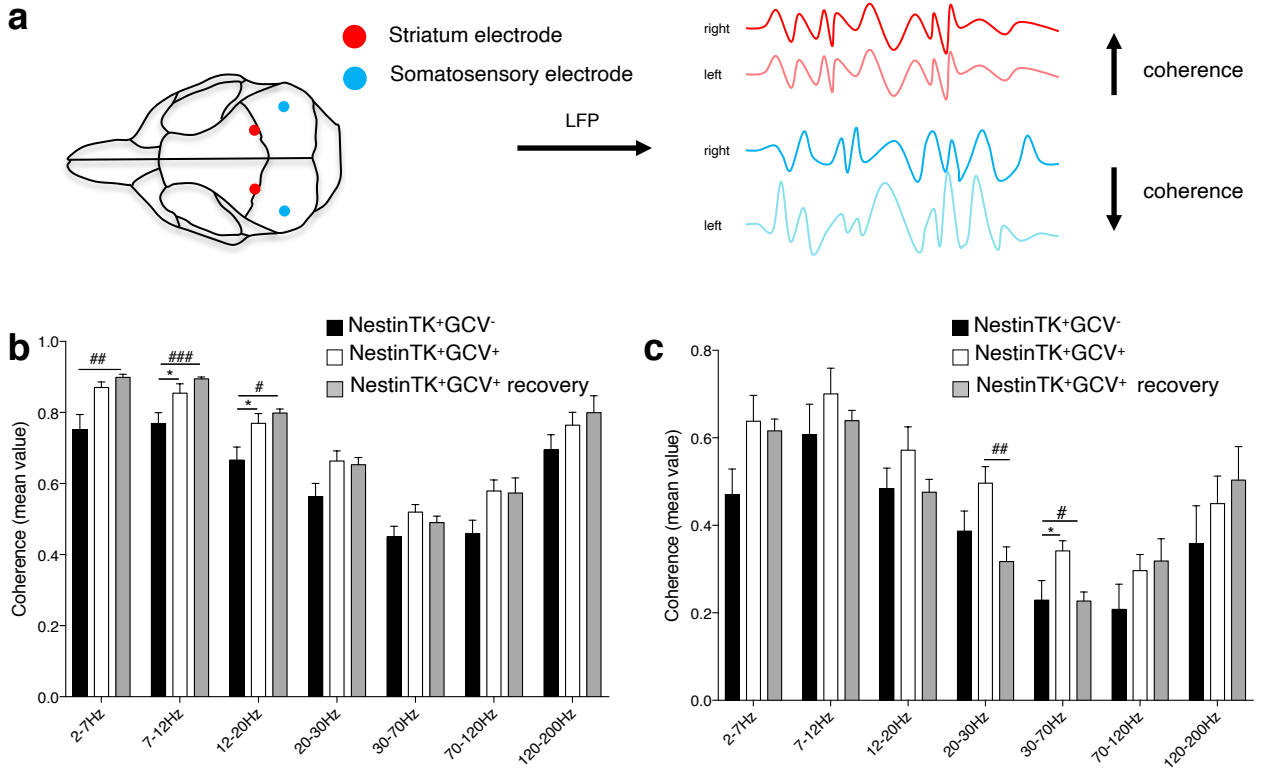 a
Striatum electrode
Somatosensory electrode
LFP
right
left
coherence
right
left
coherence
b
NestinTK⁺GCV⁻
NestinTK⁺GCV⁺
NestinTK⁺GCV⁺ recovery
Coherence (mean value)
1.0
0.8
0.6
0.4
0.2
0.0
##
###
*
#
*
2-7Hz
7-12Hz
12-20Hz
20-30Hz
30-70Hz
70-120Hz
120-200Hz
c
NestinTK⁺GCV⁻
NestinTK⁺GCV⁺
NestinTK⁺GCV⁺ recovery
Coherence (mean value)
0.8
0.6
0.4
0.2
0.0
##
#
*
2-7Hz
7-12Hz
12-20Hz
20-30Hz
30-70Hz
70-120Hz
120-200Hz